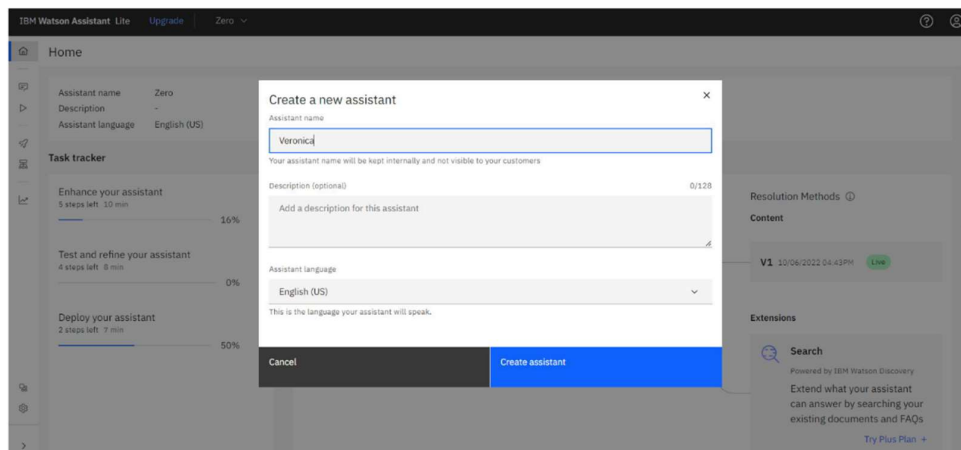 IBM Watson Assistant Lite Upgrade Zero
Home
Assistant name Zero
Description -
Assistant language English (US)
Task tracker
Enhance your assistant
5 steps left 10 min
16%
Test and refine your assistant
4 steps left 8 min
0%
Deploy your assistant
2 steps left 7 min
50%
Create a new assistant
Assistant name
Veronica
Your assistant name will be kept internally and not visible to your customers
Description (optional) 0/128
Add a description for this assistant
Assistant language
English (US)
This is the language your assistant will speak.
Cancel Create assistant
Resolution Methods
Content
V1 10/06/2022 04:43PM Live
Extensions
Search
Powered by IBM Watson Discovery
Extend what your assistant
can answer by searching your
existing documents and FAQs
Try Plus Plan +